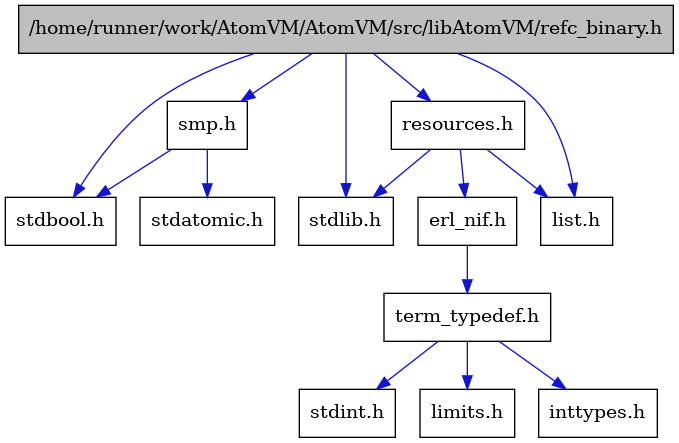 /home/runner/work/AtomVM/AtomVM/src/libAtomVM/refc_binary.h
smp.h
resources.h
stdbool.h
stdatomic.h
stdlib.h
erl_nif.h
list.h
term_typedef.h
stdint.h
limits.h
inttypes.h